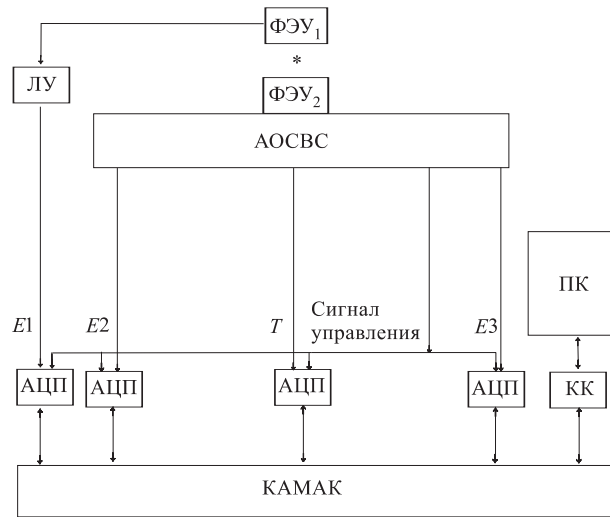 ФЭУ1
*
ЛУ
ФЭУ2
АОСВС
ПК
Сигнал
управления
E1
E2
T
E3
АЦП
АЦП
АЦП
АЦП
КК
КАМАК